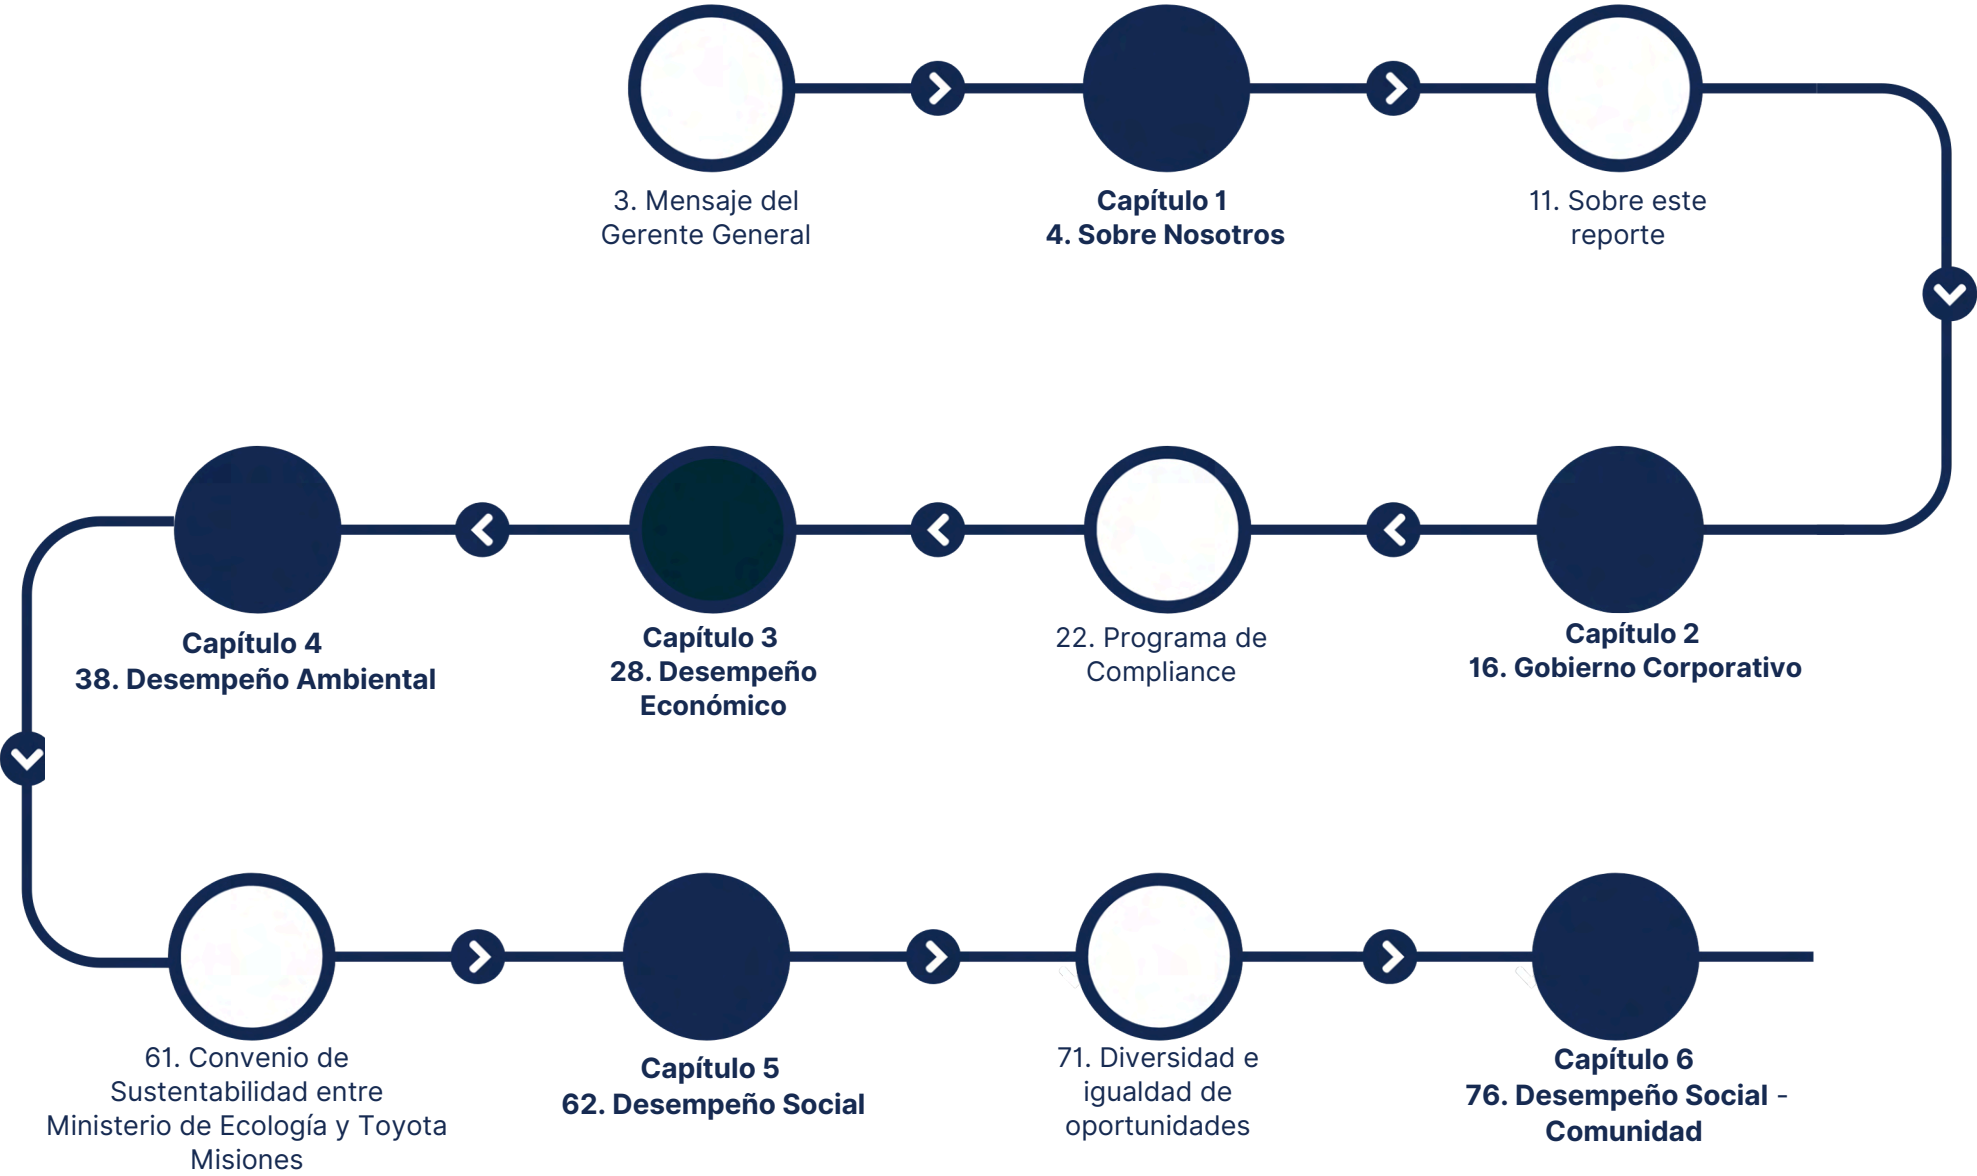 3. Mensaje del
Gerente General
Capítulo 1
4. Sobre Nosotros
11. Sobre este
reporte
Capítulo 2
16. Gobierno Corporativo
22. Programa de
Compliance
Capítulo 3
28. Desempeño
Económico
Capítulo 4
38. Desempeño Ambiental
61. Convenio de
Sustentabilidad entre
Ministerio de Ecología y Toyota
Misiones
Capítulo 5
62. Desempeño Social
71. Diversidad e
igualdad de
oportunidades
Capítulo 6
76. Desempeño Social -
Comunidad